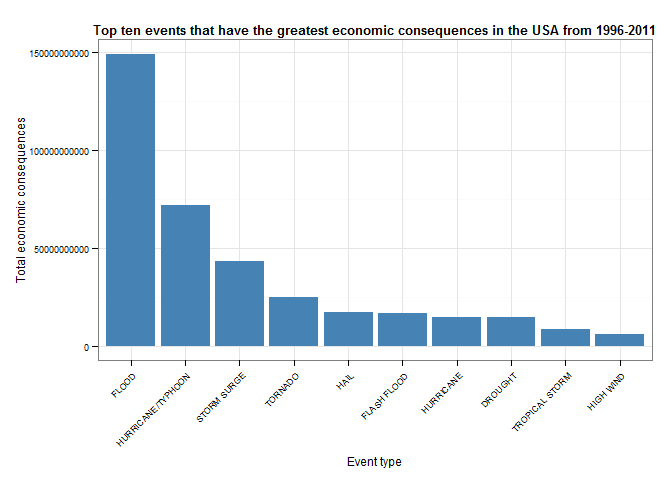 Top ten events that have the greatest economic consequences in the USA from 1996-2011
Total economic consequences
150000000000
100000000000
50000000000
0
FLOOD
HURRICANE/TYPHOON
STORM SURGE
TORNADO
HAIL
FLASH FLOOD
HURRICANE
DROUGHT
TROPICAL STORM
HIGH WIND
Event type